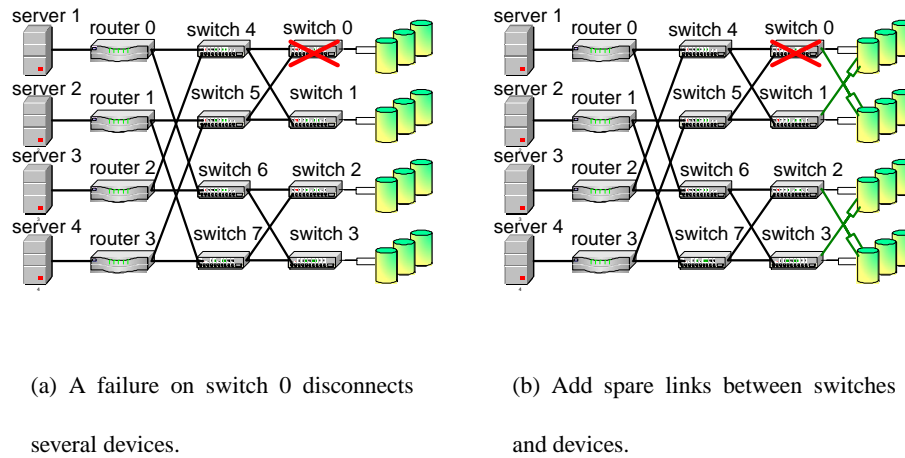 server 1
router 0
switch 4
switch 0
server 2
router 1
switch 5
switch 1
server 3
router 2
switch 6
switch 2
server 4
router 3
switch 7
switch 3
(a) A failure on switch 0 disconnects
several devices.
server 1
router 0
switch 4
switch 0
server 2
router 1
switch 5
switch 1
server 3
router 2
switch 6
switch 2
server 4
router 3
switch 7
switch 3
(b) Add spare links between switches
and devices.